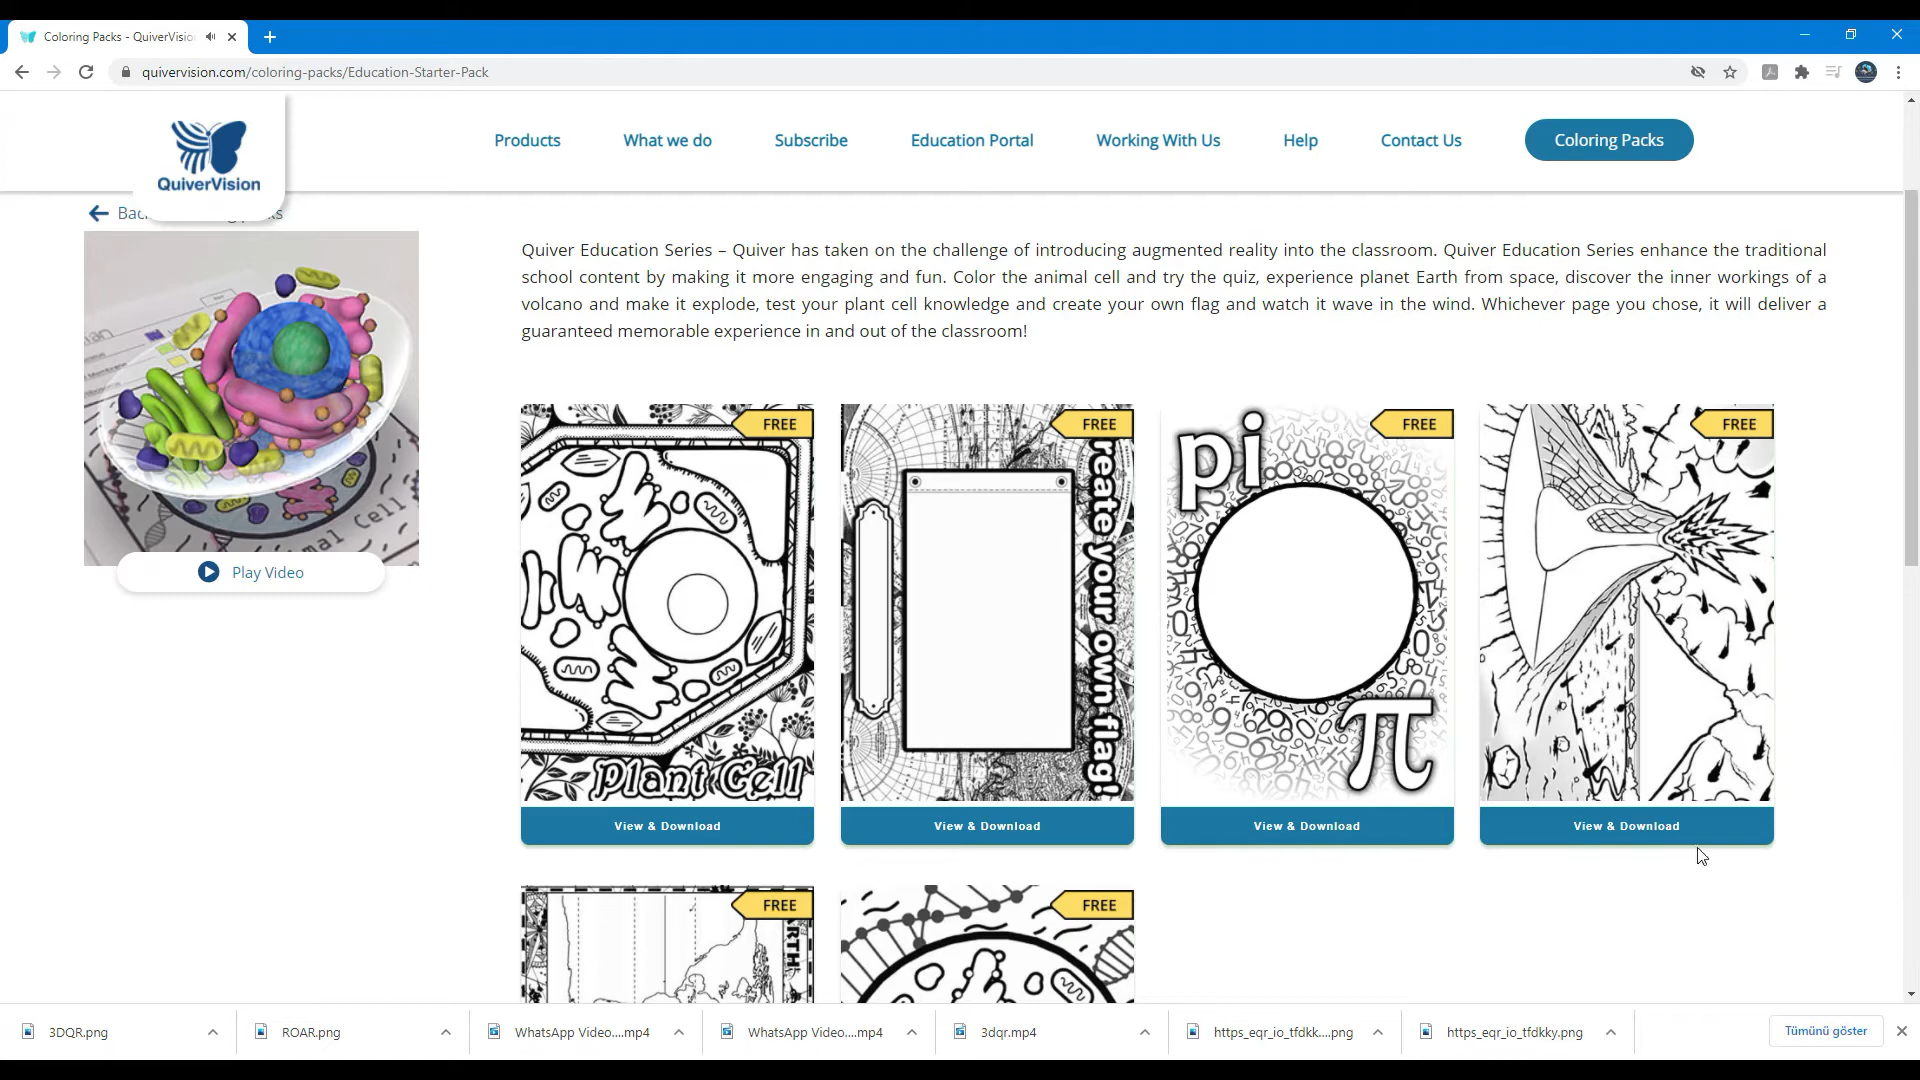 Coloring Packs - QuiverVisio
quivervision.com/coloring-packs/Education-Starter-Pack
QuiverVision
Products
What we do
Subscribe
Education Portal
Working With Us
Help
Contact Us
Coloring Packs
Quiver Education Series – Quiver has taken on the challenge of introducing augmented reality into the classroom. Quiver Education Series enhance the traditional
school content by making it more engaging and fun. Color the animal cell and try the quiz, experience planet Earth from space, discover the inner workings of a
volcano and make it explode, test your plant cell knowledge and create your own flag and watch it wave in the wind. Whichever page you chose, it will deliver a
guaranteed memorable experience in and out of the classroom!
Play Video
FREE
Plant Cell
View & Download
FREE
reate your own flag!
View & Download
FREE
pi
π
View & Download
FREE
View & Download
FREE
ARTH
FREE
3DQR.png
ROAR.png
WhatsApp Video....mp4
WhatsApp Video....mp4
3dqr.mp4
https_eqr_io_tfdkk....png
https_eqr_io_tfdkky.png
Tümünü göster